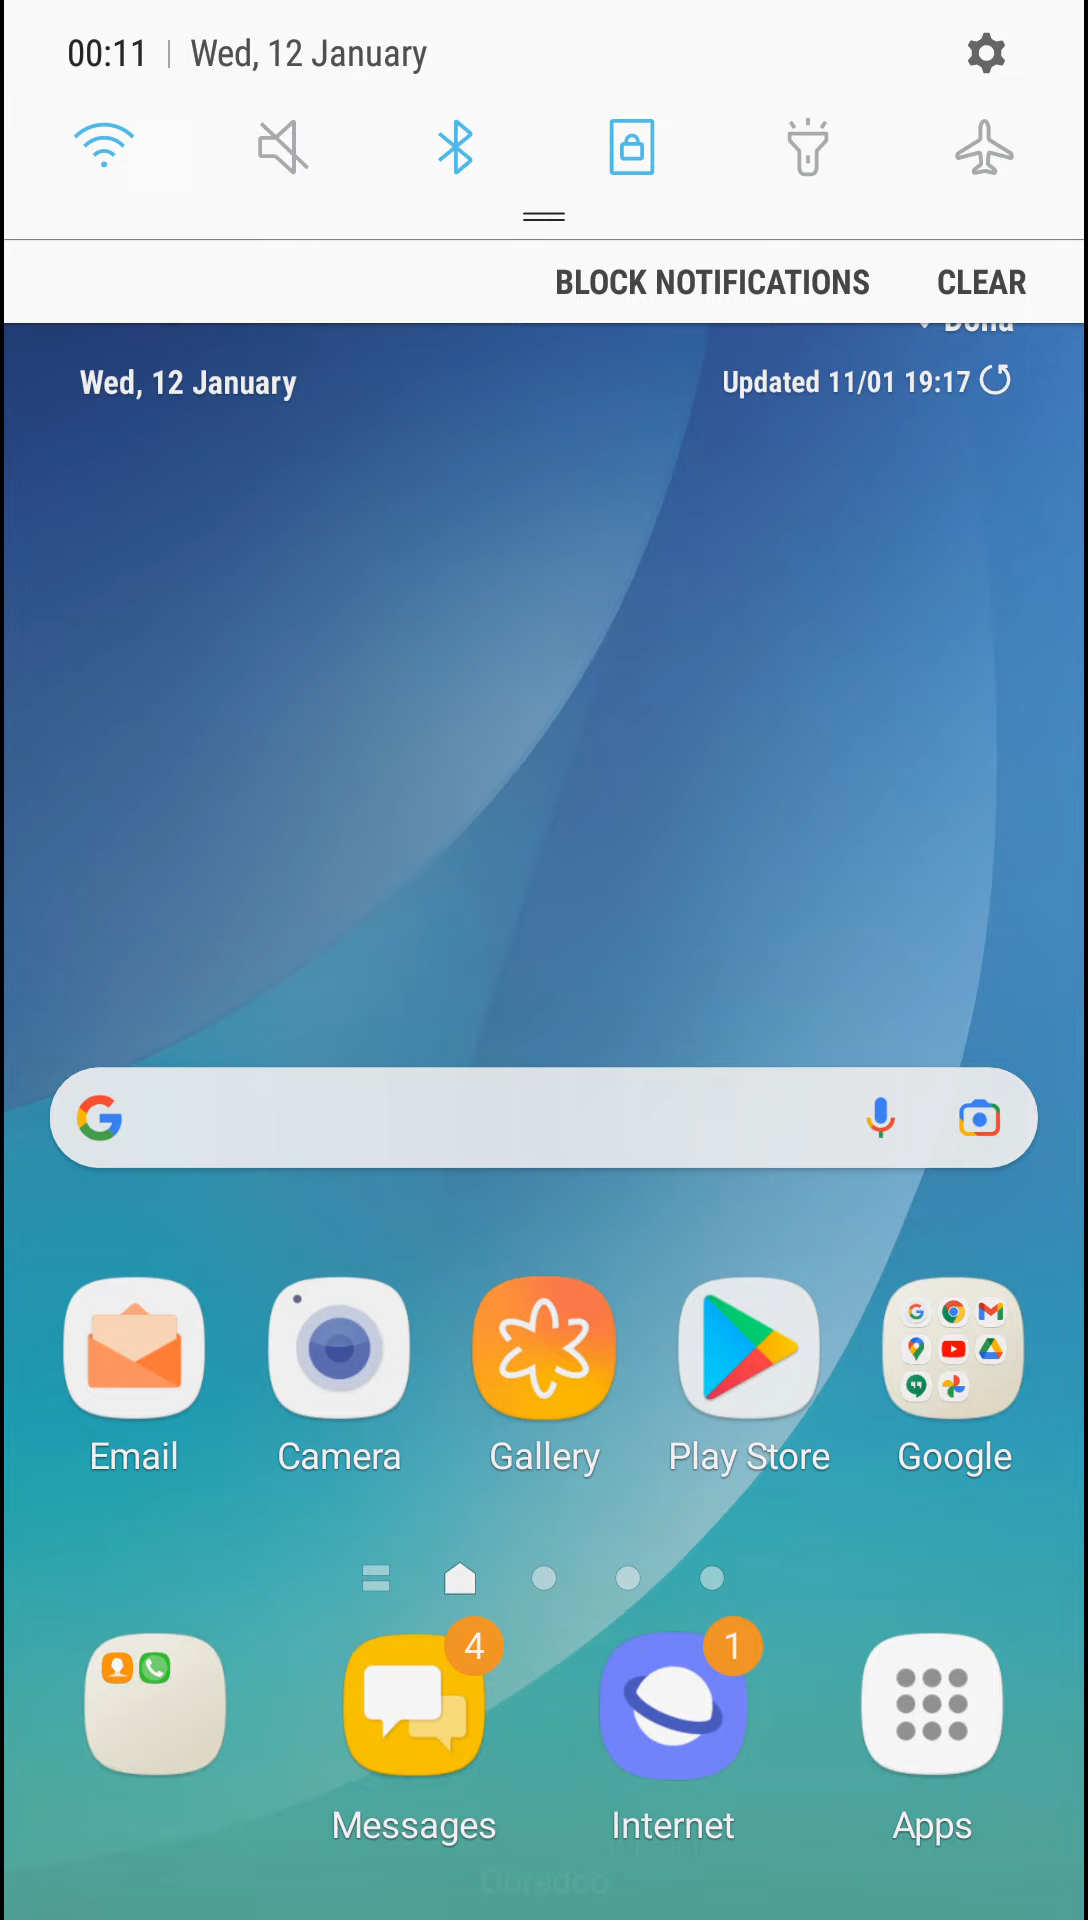 00:11 | Wed, 12 January
BLOCK NOTIFICATIONS CLEAR
Wed, 12 January
Updated 11/01 19:17
Email Camera Gallery Play Store Google
4 1
Messages Internet Apps